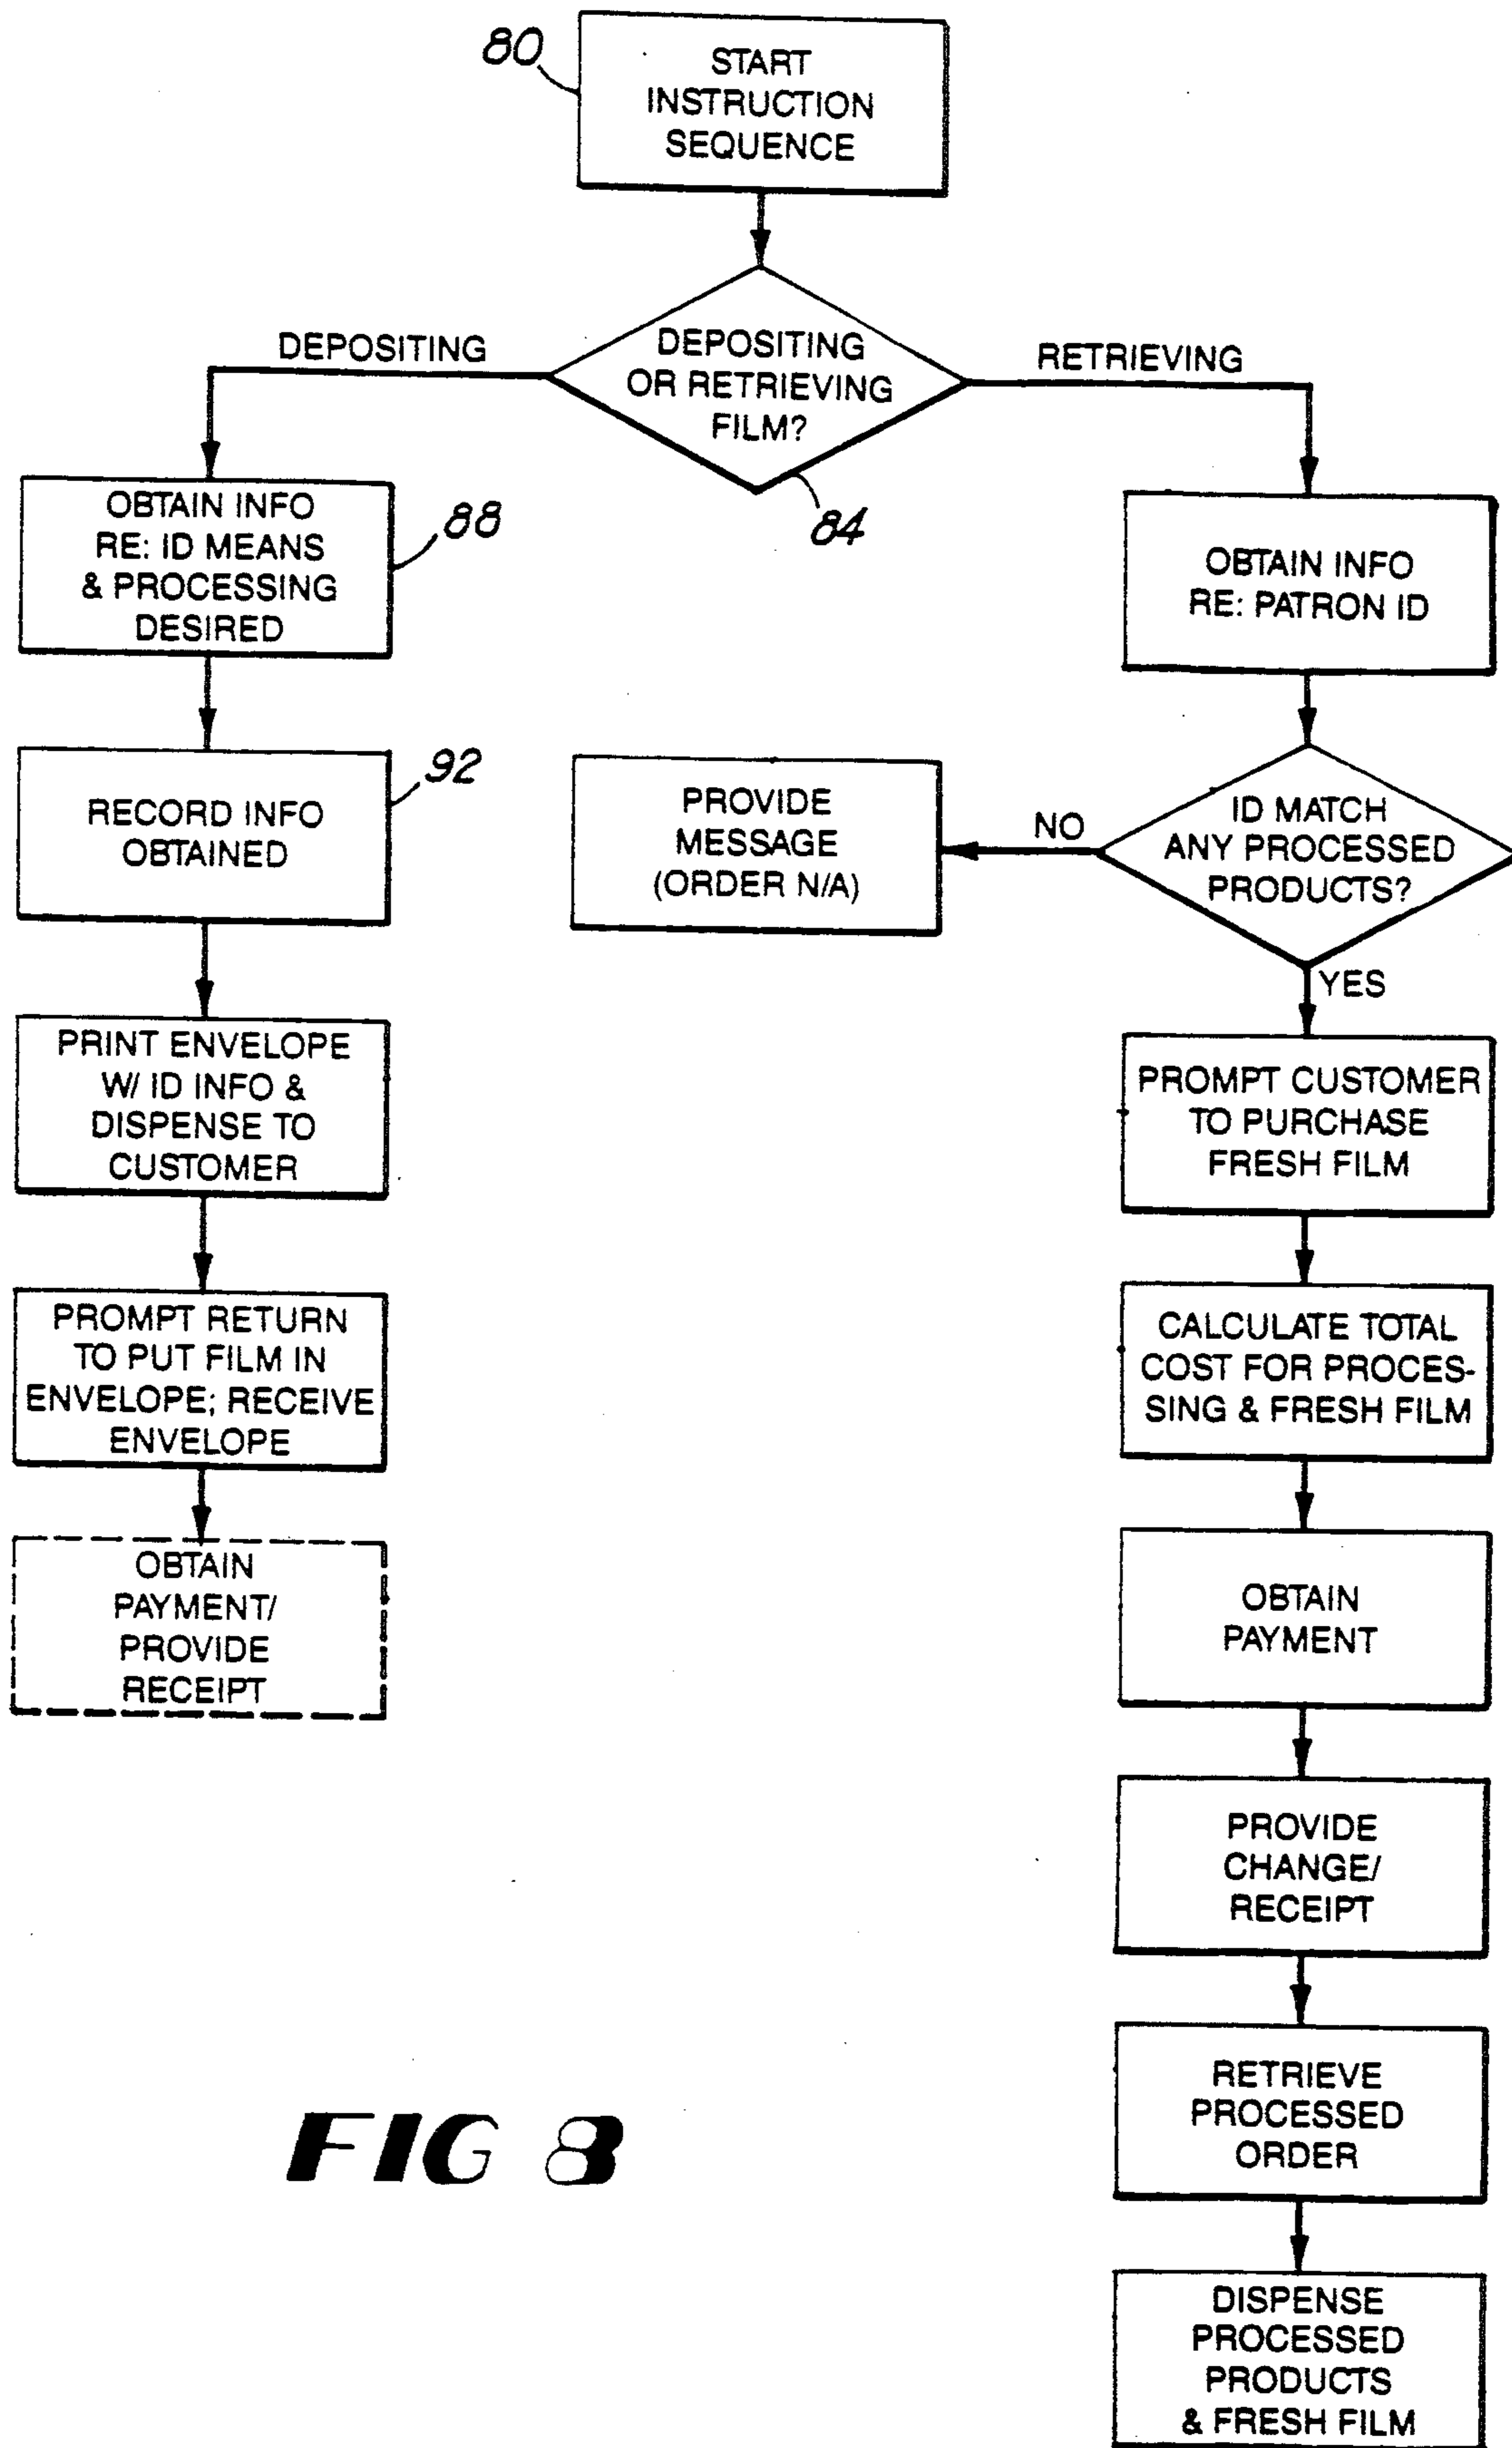 80
START
INSTRUCTION
SEQUENCE
DEPOSITING
DEPOSITING
OR RETRIEVING
FILM?
RETRIEVING
84
OBTAIN INFO
RE: ID MEANS
& PROCESSING
DESIRED
88
RECORD INFO
OBTAINED
92
PRINT ENVELOPE
W/ ID INFO &
DISPENSE TO
CUSTOMER
PROMPT RETURN
TO PUT FILM IN
ENVELOPE; RECEIVE
ENVELOPE
OBTAIN
PAYMENT/
PROVIDE
RECEIPT
OBTAIN INFO
RE: PATRON ID
ID MATCH
ANY PROCESSED
PRODUCTS?
NO
PROVIDE
MESSAGE
(ORDER N/A)
YES
PROMPT CUSTOMER
TO PURCHASE
FRESH FILM
CALCULATE TOTAL
COST FOR PROCES-
SING & FRESH FILM
OBTAIN
PAYMENT
PROVIDE
CHANGE/
RECEIPT
RETRIEVE
PROCESSED
ORDER
DISPENSE
PROCESSED
PRODUCTS
& FRESH FILM
FIG 8